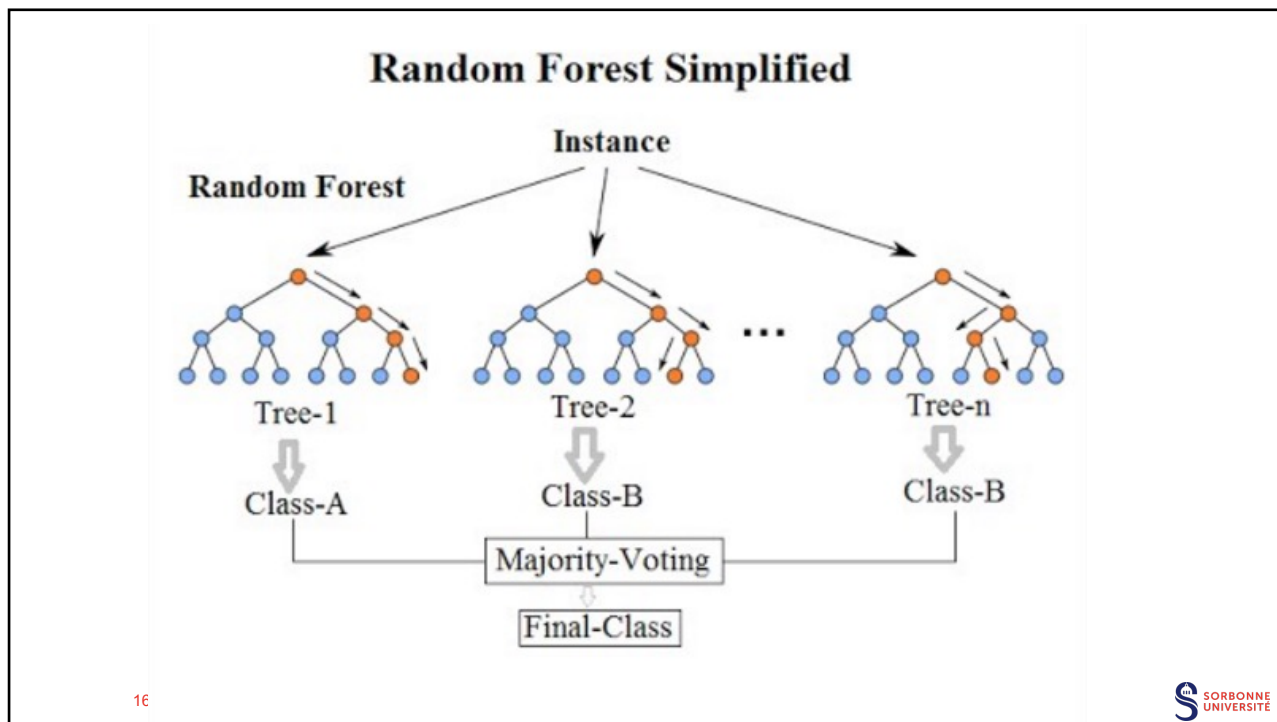 Random Forest Simplified
Instance
Random Forest
...
Tree-1
Tree-2
Tree-n
Class-A
Class-B
Class-B
Majority-Voting
Final-Class
16
SORBONNE
UNIVERSITÉ